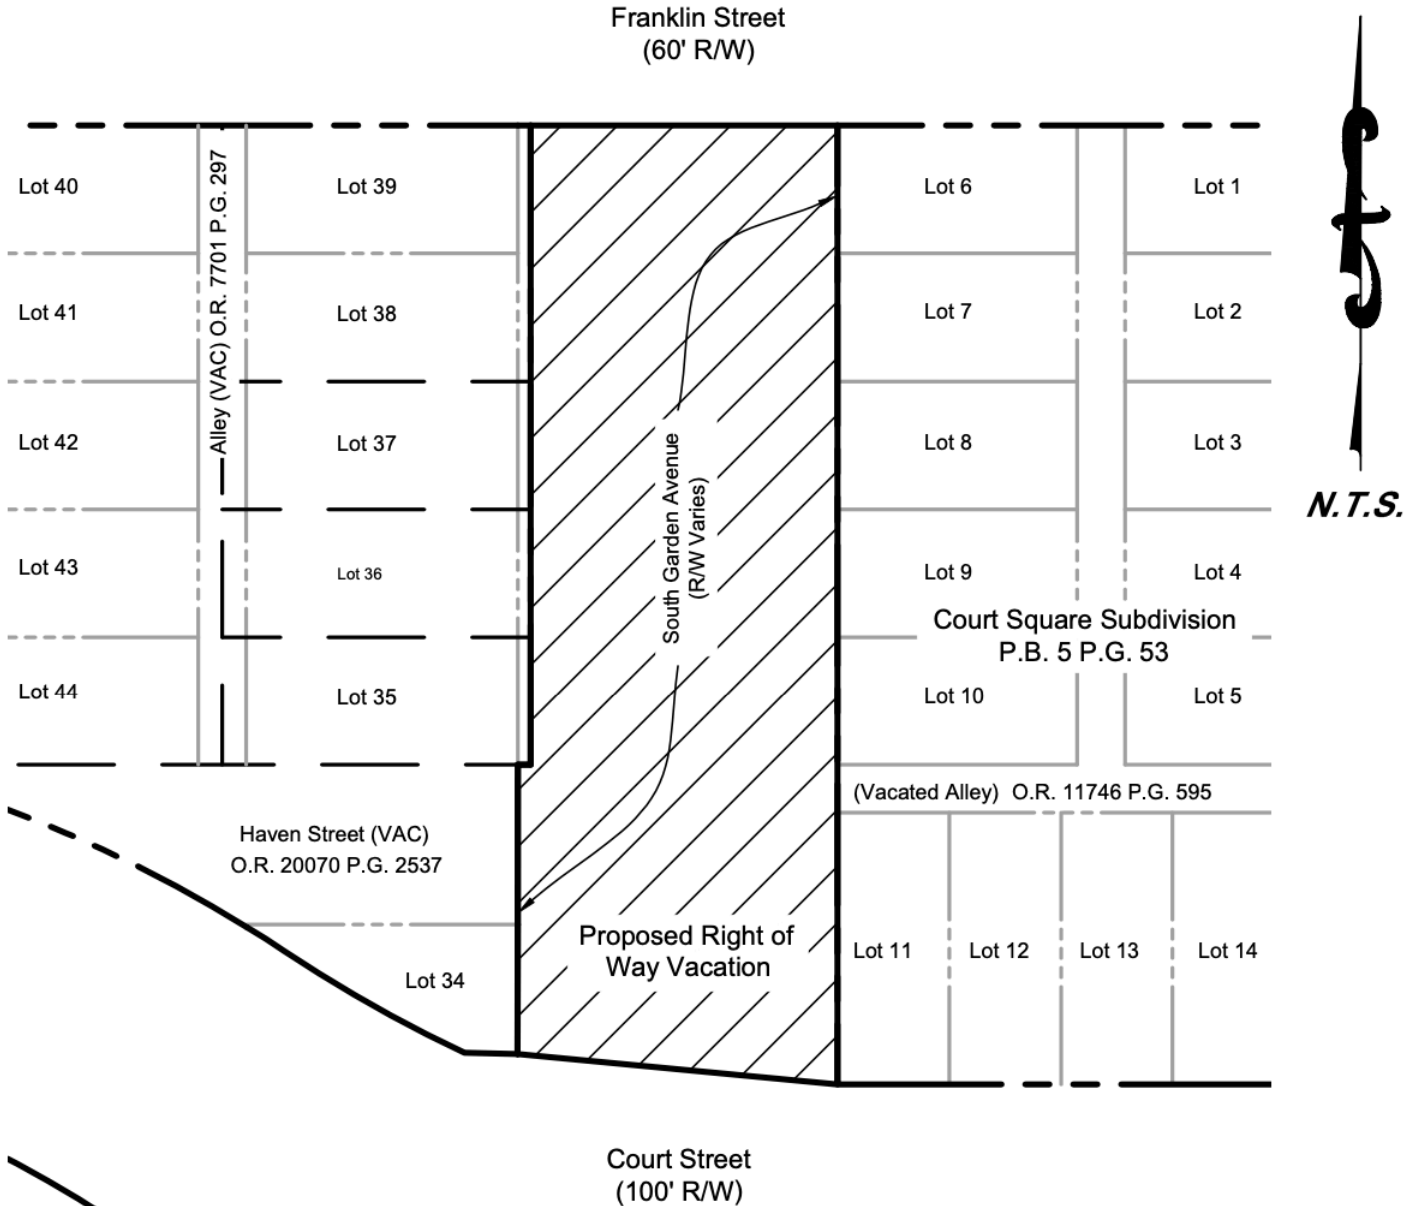 Franklin Street
(60' R/W)
Lot 40
Alley (VAC) O.R. 7701 P.G. 297
Lot 39
Lot 6
Lot 1
Lot 41
Lot 38
Lot 7
Lot 2
Lot 42
Lot 37
South Garden Avenue
(R/W Varies)
Lot 8
Lot 3
N.T.S.
Lot 43
Lot 36
Lot 9
Lot 4
Court Square Subdivision
P.B. 5 P.G. 53
Lot 44
Lot 35
Lot 10
Lot 5
(Vacated Alley) O.R. 11746 P.G. 595
Haven Street (VAC)
O.R. 20070 P.G. 2537
Proposed Right of
Way Vacation
Lot 11
Lot 12
Lot 13
Lot 14
Lot 34
Court Street
(100' R/W)